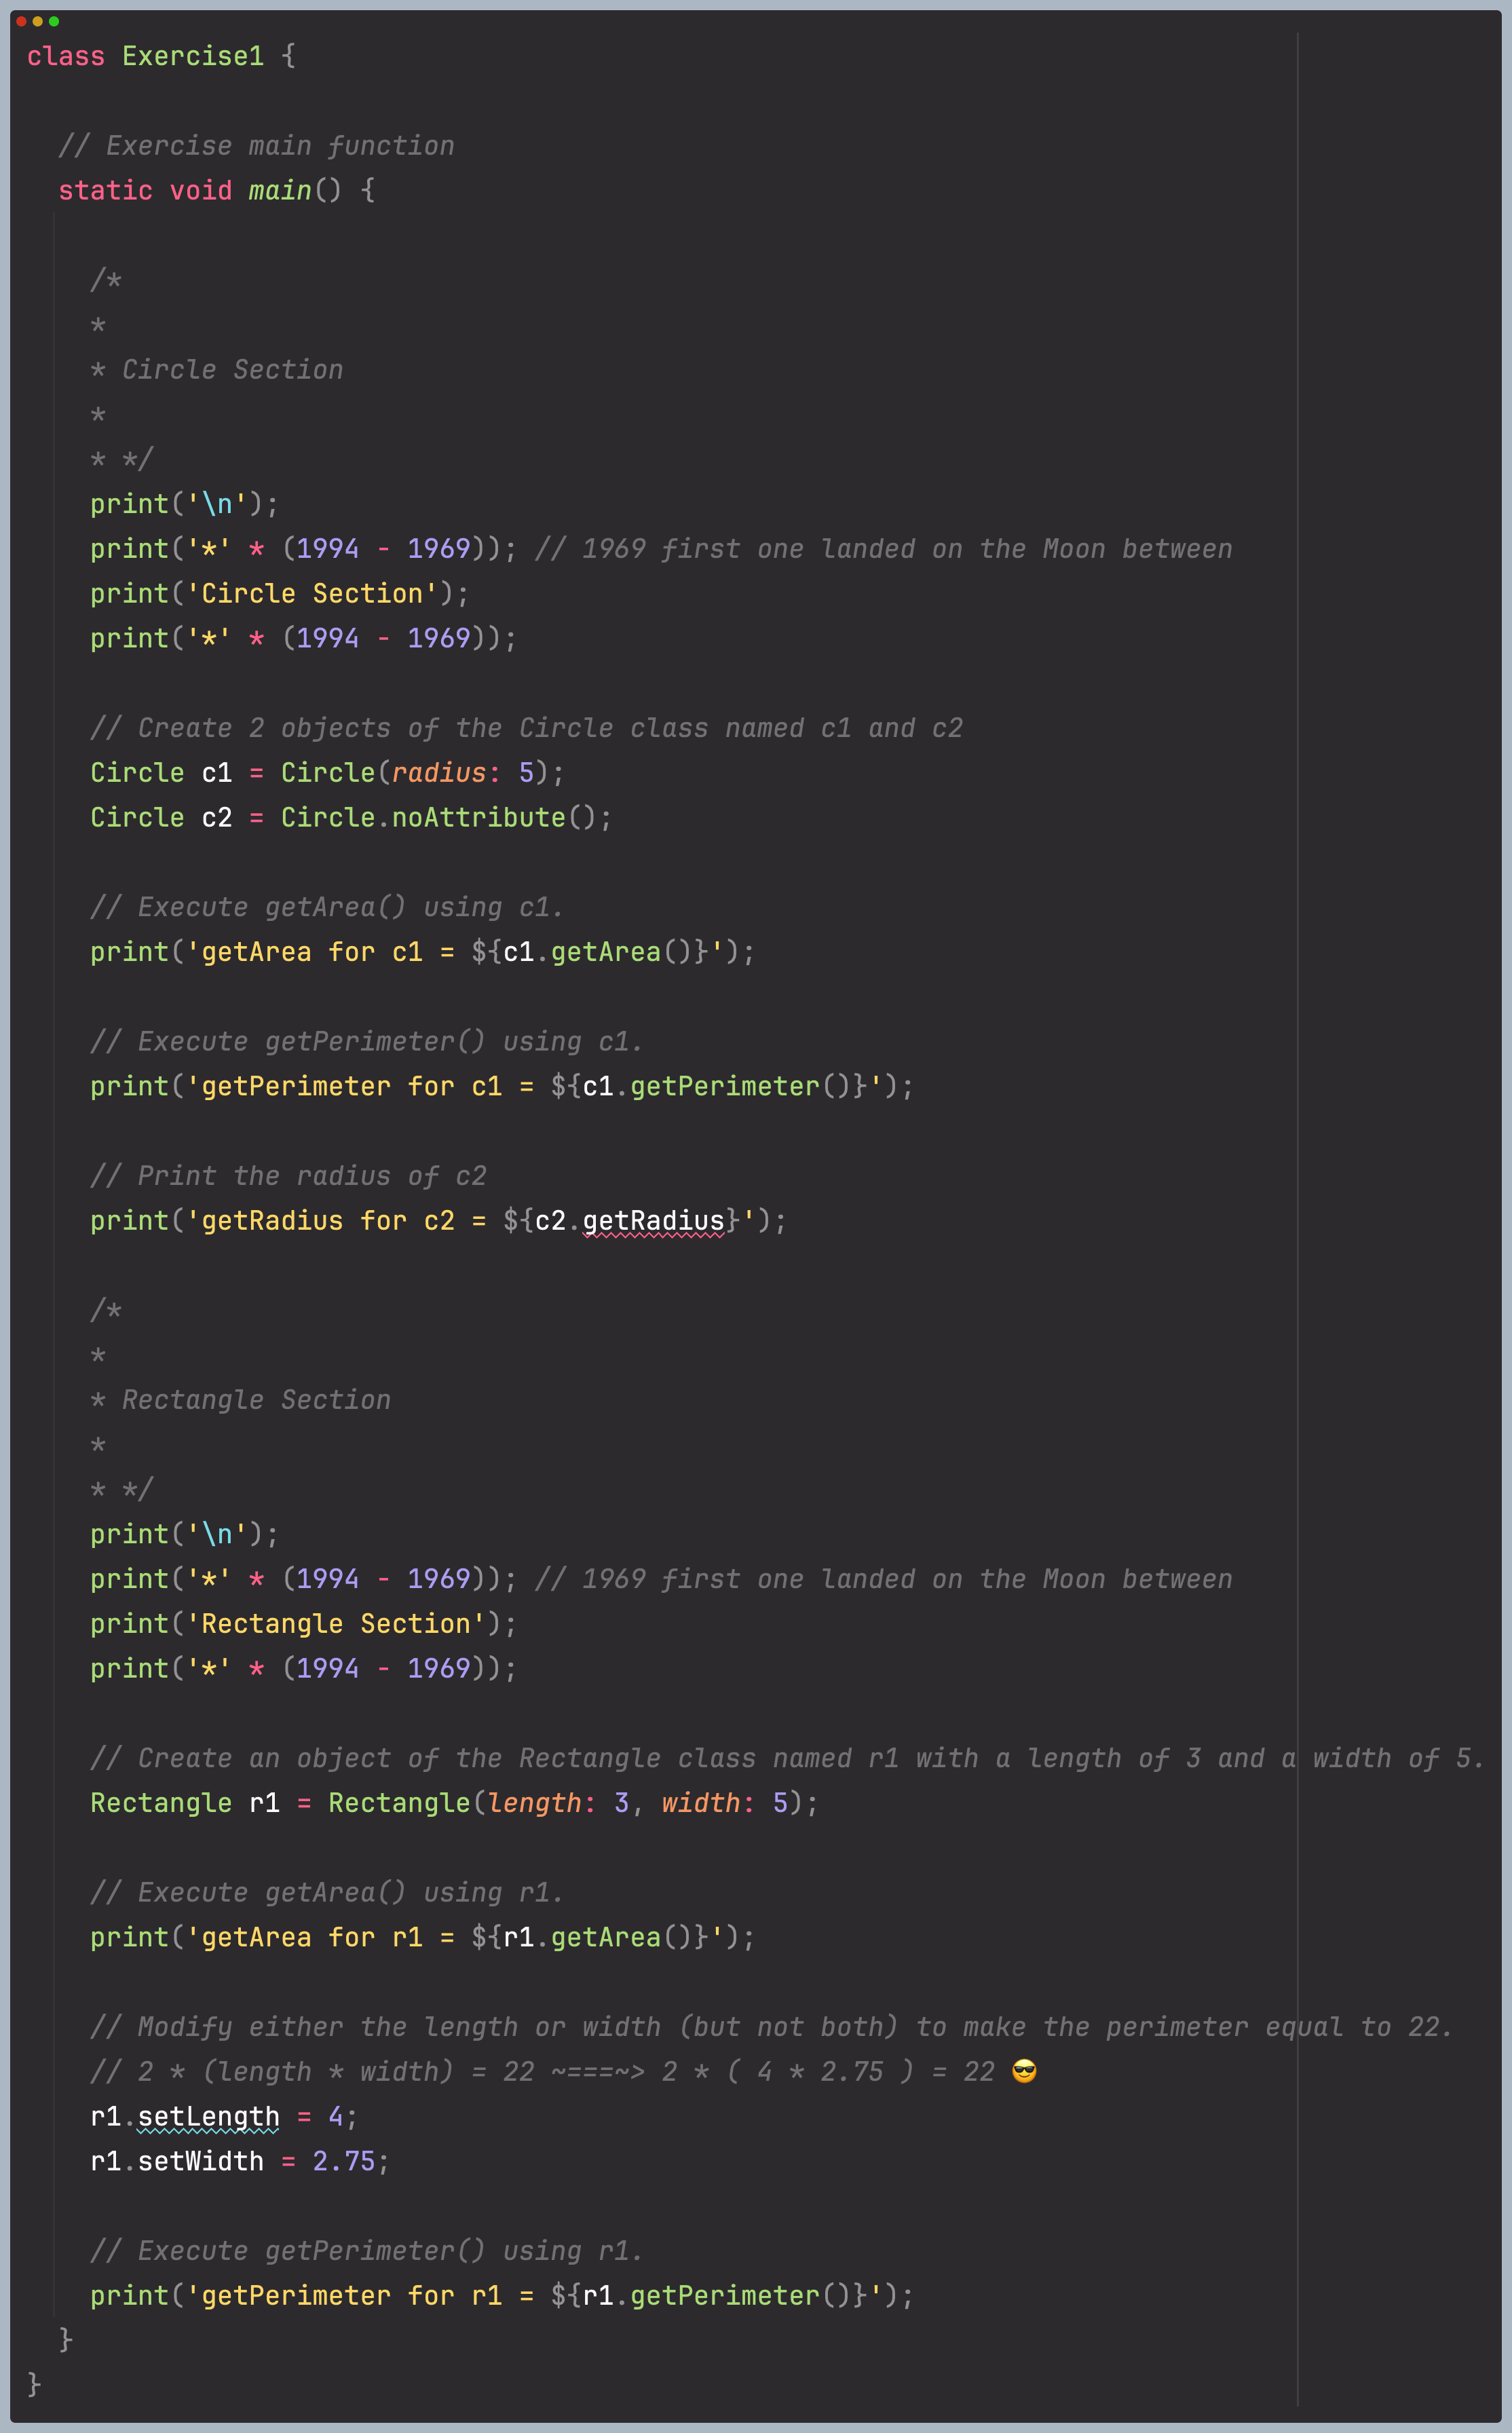 class Exercise1 {
// Exercise main function
static void main() {
/*
*
* Circle Section
*
* */
print('\n');
print('*' * (1994 - 1969)); // 1969 first one landed on the Moon between
print('Circle Section');
print('*' * (1994 - 1969));
// Create 2 objects of the Circle class named c1 and c2
Circle c1 = Circle(radius: 5);
Circle c2 = Circle.noAttribute();
// Execute getArea() using c1.
print('getArea for c1 = ${c1.getArea()}');
// Execute getPerimeter() using c1.
print('getPerimeter for c1 = ${c1.getPerimeter()}');
// Print the radius of c2
print('getRadius for c2 = ${c2.getRadius}');
/*
*
* Rectangle Section
*
* */
print('\n');
print('*' * (1994 - 1969)); // 1969 first one landed on the Moon between
print('Rectangle Section');
print('*' * (1994 - 1969));
// Create an object of the Rectangle class named r1 with a length of 3 and a width of 5.
Rectangle r1 = Rectangle(length: 3, width: 5);
// Execute getArea() using r1.
print('getArea for r1 = ${r1.getArea()}');
// Modify either the length or width (but not both) to make the perimeter equal to 22.
// 2 * (length * width) = 22 ~===~> 2 * ( 4 * 2.75 ) = 22 😎
r1.setLength = 4;
r1.setWidth = 2.75;
// Execute getPerimeter() using r1.
print('getPerimeter for r1 = ${r1.getPerimeter()}');
}
}